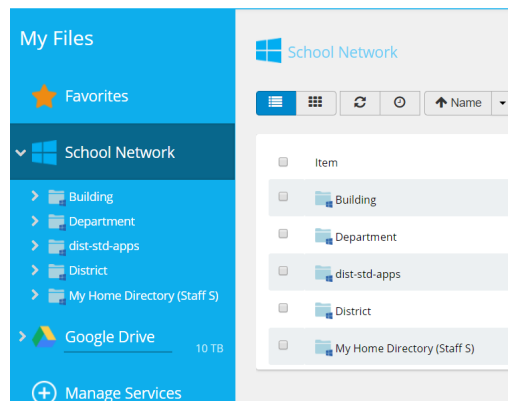 My Files
Favorites
School Network
Building
Department
dist-std-apps
District
My Home Directory (Staff S)
Google Drive
10 TB
Manage Services
School Network
Name
Item
Building
Department
dist-std-apps
District
My Home Directory (Staff S)